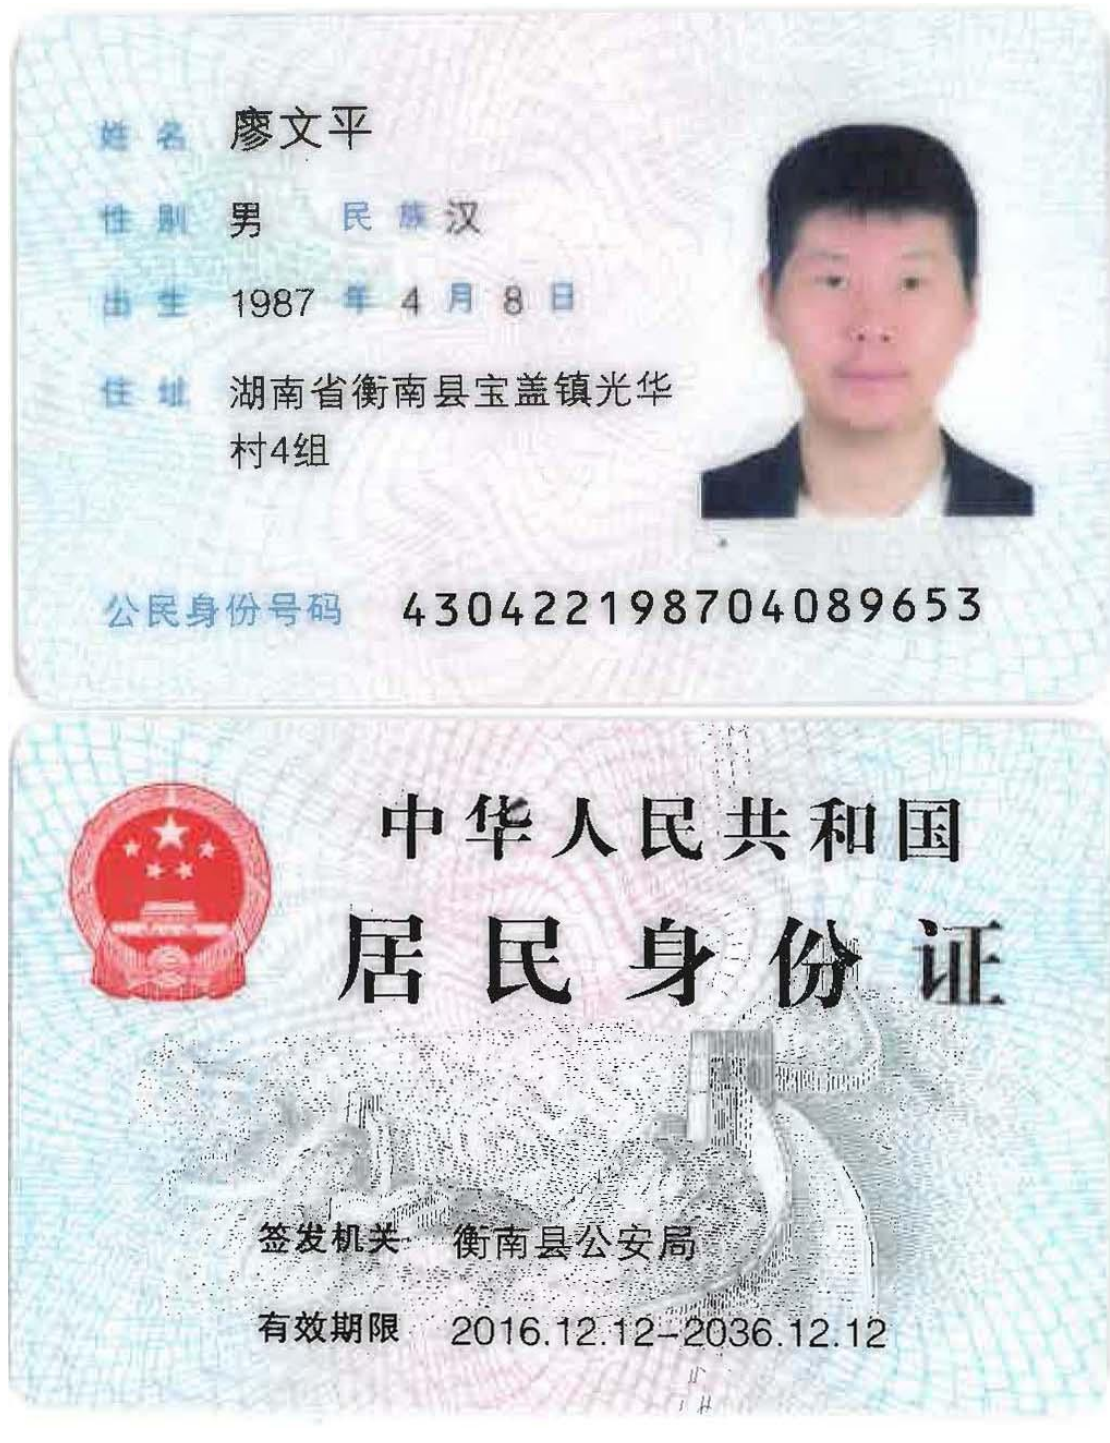 姓名 廖文平
性别 男 民族 汉
出生 1987 年 4 月 8 日
住址 湖南省衡南县宝盖镇光华
村4组
公民身份号码 430422198704089653
中华人民共和国
居民身份证
签发机关 衡南县公安局
有效期限 2016.12.12-2036.12.12